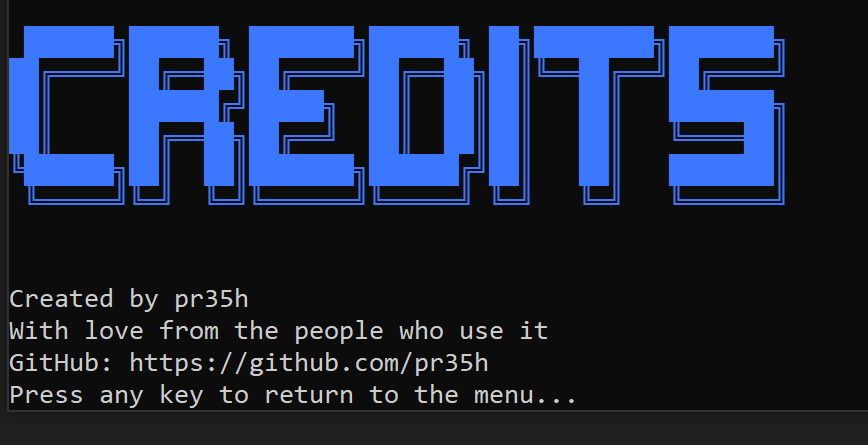 CREDITS
Created by pr35h
With love from the people who use it
GitHub: https://github.com/pr35h
Press any key to return to the menu...